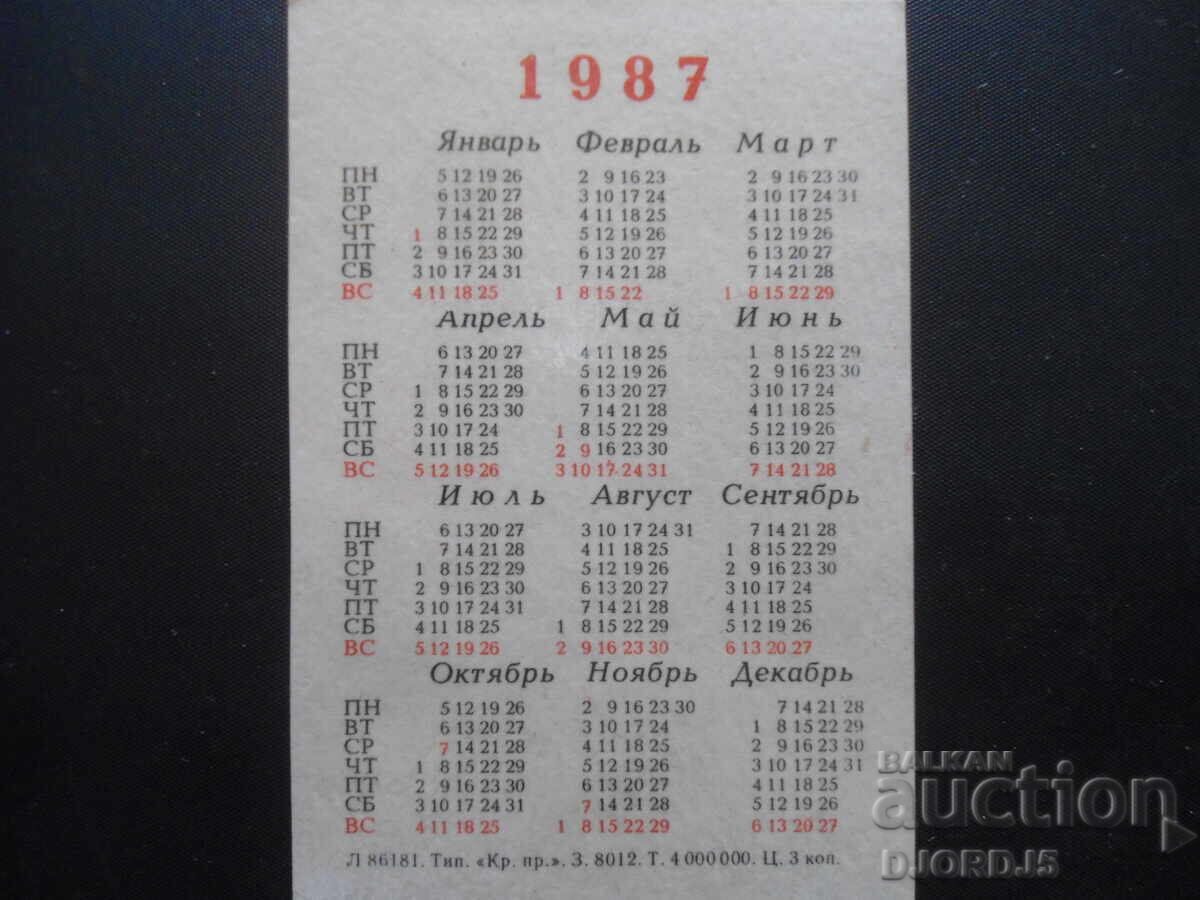 1987
Январь Февраль Март
ПН 5 12 19 26 2 9 16 23 2 9 16 23 30
ВТ 6 13 20 27 3 10 17 24 3 10 17 24 31
СР 7 14 21 28 4 11 18 25 4 11 18 25
ЧТ 1 8 15 22 29 5 12 19 26 5 12 19 26
ПТ 2 9 16 23 30 6 13 20 27 6 13 20 27
СБ 3 10 17 24 31 7 14 21 28 7 14 21 28
ВС 4 11 18 25 1 8 15 22 1 8 15 22 29
Апрель Май Июнь
ПН 6 13 20 27 4 11 18 25 1 8 15 22 29
ВТ 7 14 21 28 5 12 19 26 2 9 16 23 30
СР 1 8 15 22 29 6 13 20 27 3 10 17 24
ЧТ 2 9 16 23 30 7 14 21 28 4 11 18 25
ПТ 3 10 17 24 1 8 15 22 29 5 12 19 26
СБ 4 11 18 25 2 9 16 23 30 6 13 20 27
ВС 5 12 19 26 3 10 17 24 31 7 14 21 28
Июль Август Сентябрь
ПН 6 13 20 27 3 10 17 24 31 7 14 21 28
ВТ 7 14 21 28 4 11 18 25 1 8 15 22 29
СР 1 8 15 22 29 5 12 19 26 2 9 16 23 30
ЧТ 2 9 16 23 30 6 13 20 27 3 10 17 24
ПТ 3 10 17 24 31 7 14 21 28 4 11 18 25
СБ 4 11 18 25 1 8 15 22 29 5 12 19 26
ВС 5 12 19 26 2 9 16 23 30 6 13 20 27
Октябрь Ноябрь Декабрь
ПН 5 12 19 26 2 9 16 23 30 7 14 21 28
ВТ 6 13 20 27 3 10 17 24 1 8 15 22 29
СР 7 14 21 28 4 11 18 25 2 9 16 23 30
ЧТ 1 8 15 22 29 5 12 19 26 3 10 17 24 31
ПТ 2 9 16 23 30 6 13 20 27 4 11 18 25
СБ 3 10 17 24 31 7 14 21 28 5 12 19 26
ВС 4 11 18 25 1 8 15 22 29 6 13 20 27
Л 86181. Тип. «Кр. пр.». З. 8012. Т. 4 000 000. Ц. 3 коп.
BALKAN
auction
DJORDJ5